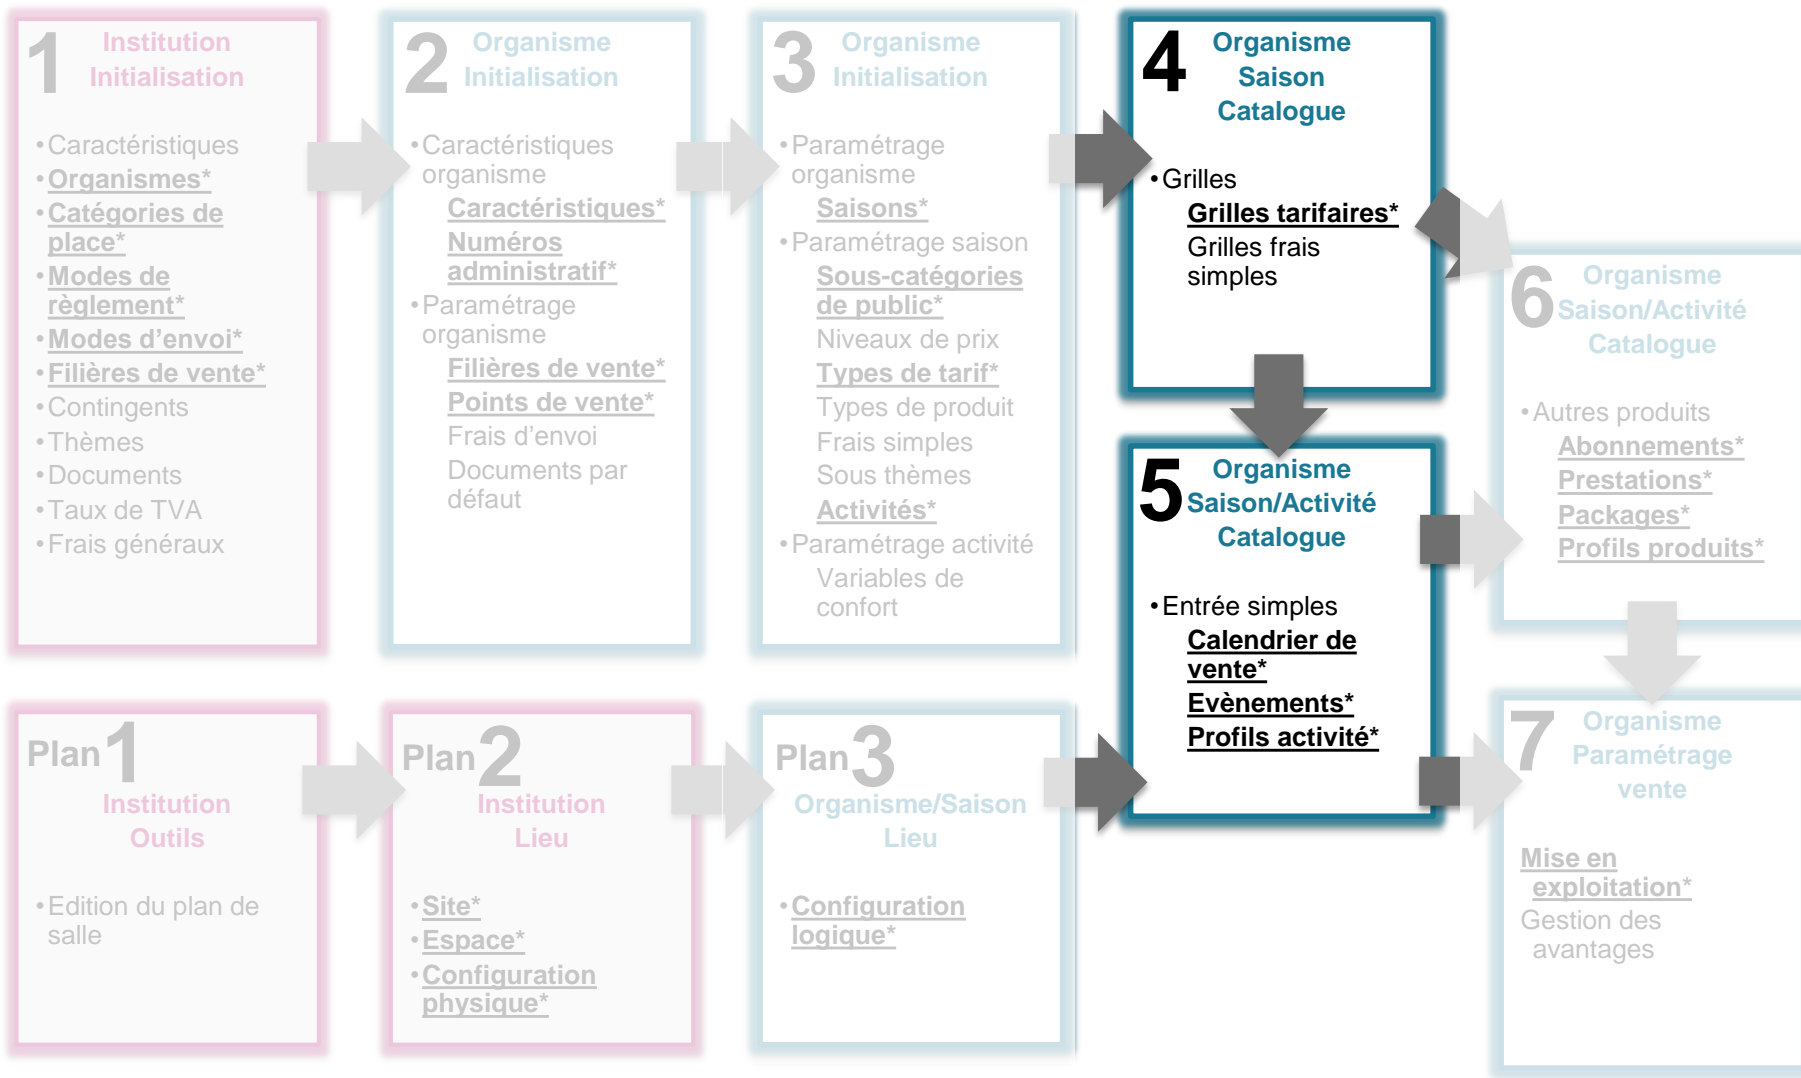 1
Institution
Initialisation
•Caractéristiques
•Organismes*
•Catégories de
place*
•Modes de
règlement*
•Modes d'envoi*
•Filières de vente*
•Contingents
•Thèmes
•Documents
•Taux de TVA
•Frais généraux
2
Organisme
Initialisation
•Caractéristiques
organisme
Caractéristiques*
Numéros
administratif*
•Paramétrage
organisme
Filières de vente*
Points de vente*
Frais d'envoi
Documents par
défaut
3
Organisme
Initialisation
•Paramétrage
organisme
Saisons*
•Paramétrage saison
Sous-catégories
de public*
Niveaux de prix
Types de tarif*
Types de produit
Frais simples
Sous thèmes
Activités*
•Paramétrage activité
Variables de
confort
4
Organisme
Saison
Catalogue
•Grilles
Grilles tarifaires*
Grilles frais
simples
5
Organisme
Saison/Activité
Catalogue
•Entrée simples
Calendrier de
vente*
Evènements*
Profils activité*
6
Organisme
Saison/Activité
Catalogue
•Autres produits
Abonnements*
Prestations*
Packages*
Profils produits*
Plan 1
Institution
Outils
•Edition du plan de
salle
Plan 2
Institution
Lieu
•Site*
•Espace*
•Configuration
physique*
Plan 3
Organisme/Saison
Lieu
•Configuration
logique*
7
Organisme
Paramétrage
vente
Mise en
exploitation*
Gestion des
avantages